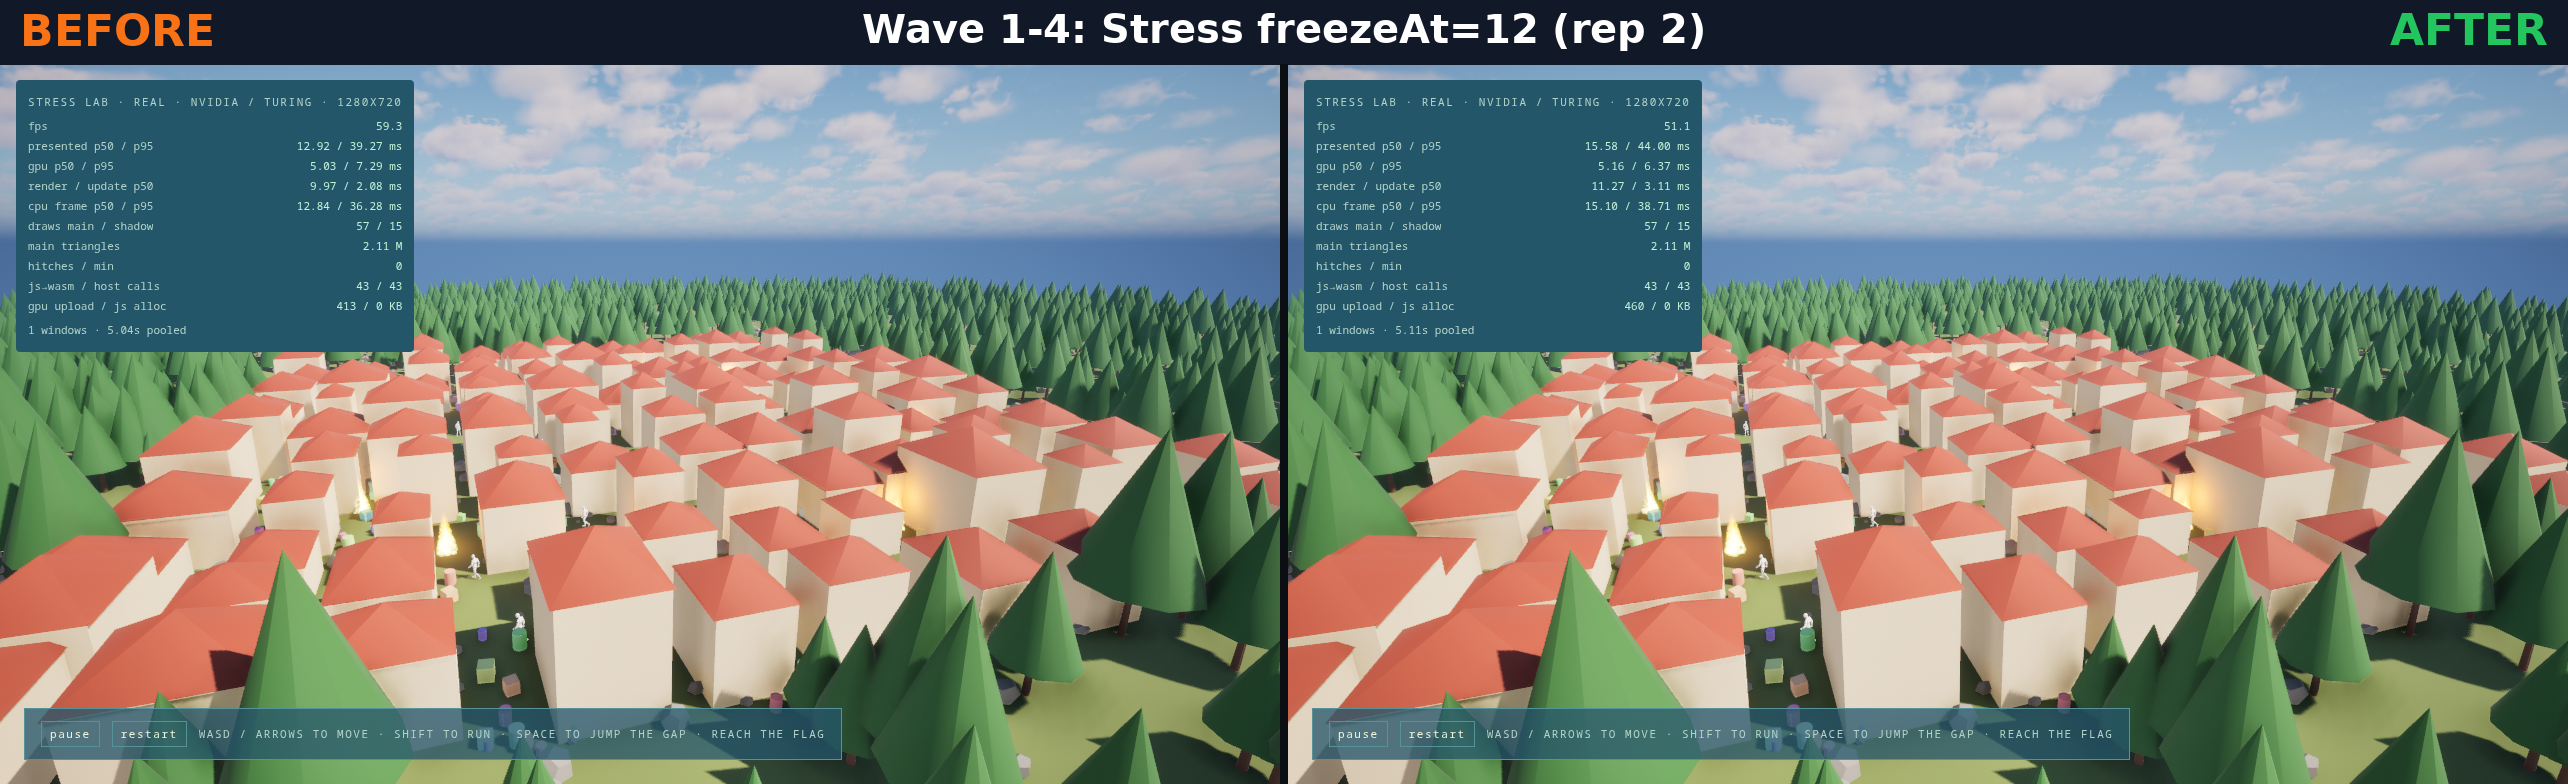 BEFORE
Wave 1-4: Stress freezeAt=12 (rep 2)
AFTER
STRESS LAB · REAL · NVIDIA / TURING · 1280X720
fps 59.3
presented p50 / p95 12.92 / 39.27 ms
gpu p50 / p95 5.03 / 7.29 ms
render / update p50 9.97 / 2.08 ms
cpu frame p50 / p95 12.84 / 36.28 ms
draws main / shadow 57 / 15
main triangles 2.11 M
hitches / min 0
js→wasm / host calls 43 / 43
gpu upload / js alloc 413 / 0 KB
1 windows · 5.04s pooled
pause restart WASD / ARROWS TO MOVE · SHIFT TO RUN · SPACE TO JUMP THE GAP · REACH THE FLAG
STRESS LAB · REAL · NVIDIA / TURING · 1280X720
fps 51.1
presented p50 / p95 15.58 / 44.00 ms
gpu p50 / p95 5.16 / 6.37 ms
render / update p50 11.27 / 3.11 ms
cpu frame p50 / p95 15.10 / 38.71 ms
draws main / shadow 57 / 15
main triangles 2.11 M
hitches / min 0
js→wasm / host calls 43 / 43
gpu upload / js alloc 460 / 0 KB
1 windows · 5.11s pooled
pause restart WASD / ARROWS TO MOVE · SHIFT TO RUN · SPACE TO JUMP THE GAP · REACH THE FLAG